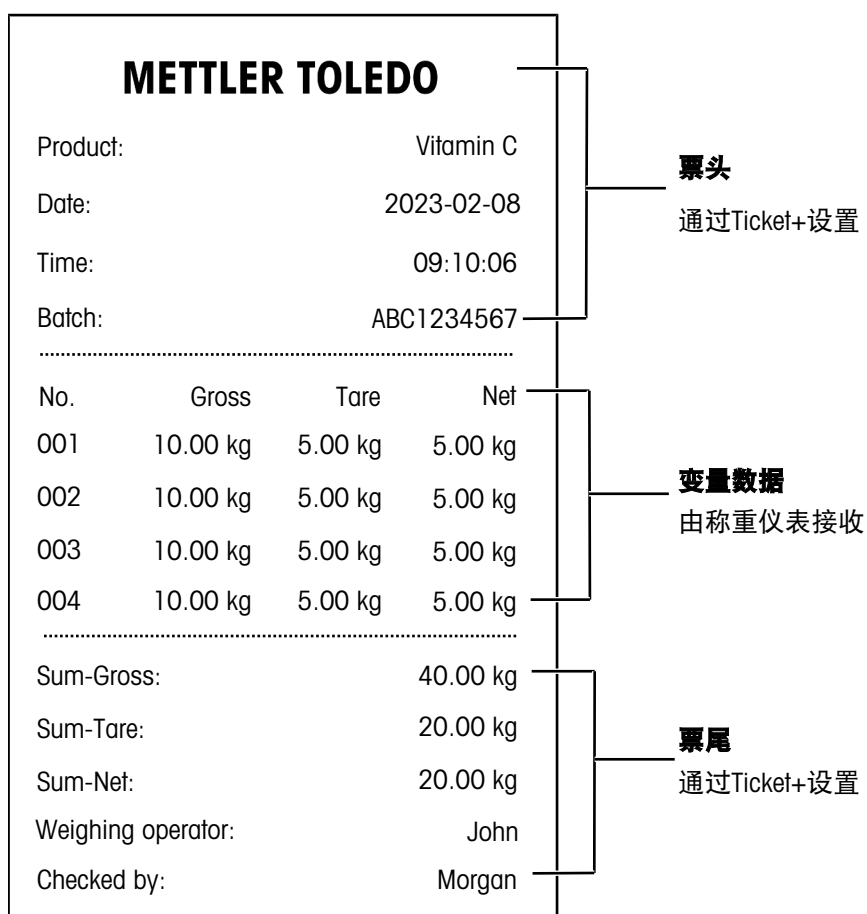 METTLER TOLEDO
Product: Vitamin C
Date: 2023-02-08
Time: 09:10:06
Batch: ABC1234567
No. Gross Tare Net
001 10.00 kg 5.00 kg 5.00 kg
002 10.00 kg 5.00 kg 5.00 kg
003 10.00 kg 5.00 kg 5.00 kg
004 10.00 kg 5.00 kg 5.00 kg
Sum-Gross: 40.00 kg
Sum-Tare: 20.00 kg
Sum-Net: 20.00 kg
Weighing operator: John
Checked by: Morgan
票头
通过Ticket+设置
变量数据
由称重仪表接收
票尾
通过Ticket+设置